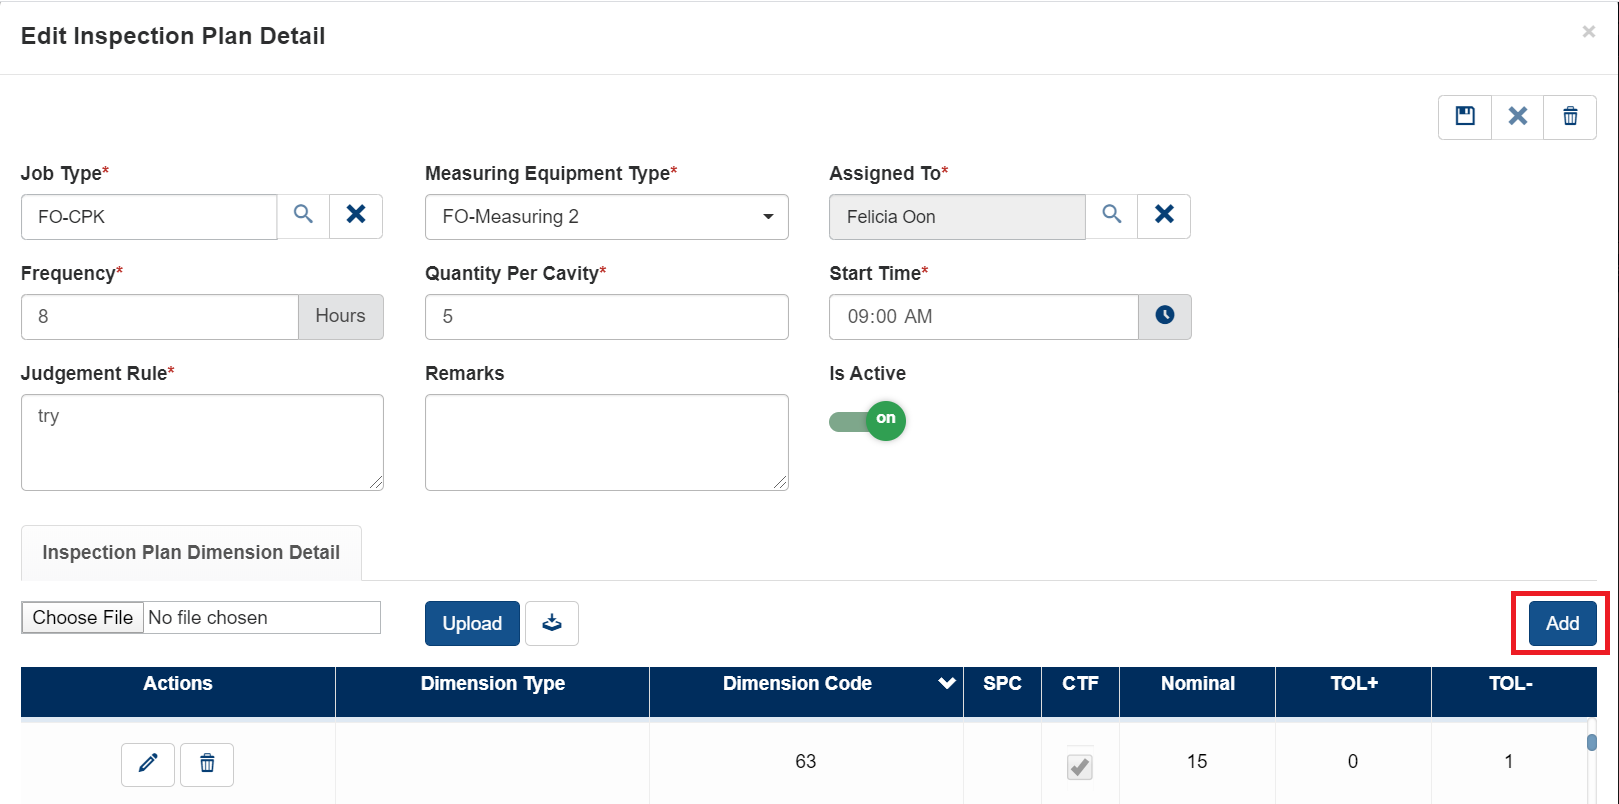 Edit Inspection Plan Detail
×
Job Type* Measuring Equipment Type* Assigned To*
FO-CPK FO-Measuring 2 Felicia Oon
Frequency* Quantity Per Cavity* Start Time*
8 Hours 5 09:00 AM
Judgement Rule* Remarks Is Active
try on
Inspection Plan Dimension Detail
Choose File No file chosen Upload Add
Actions Dimension Type Dimension Code SPC CTF Nominal TOL+ TOL-
63 15 0 1